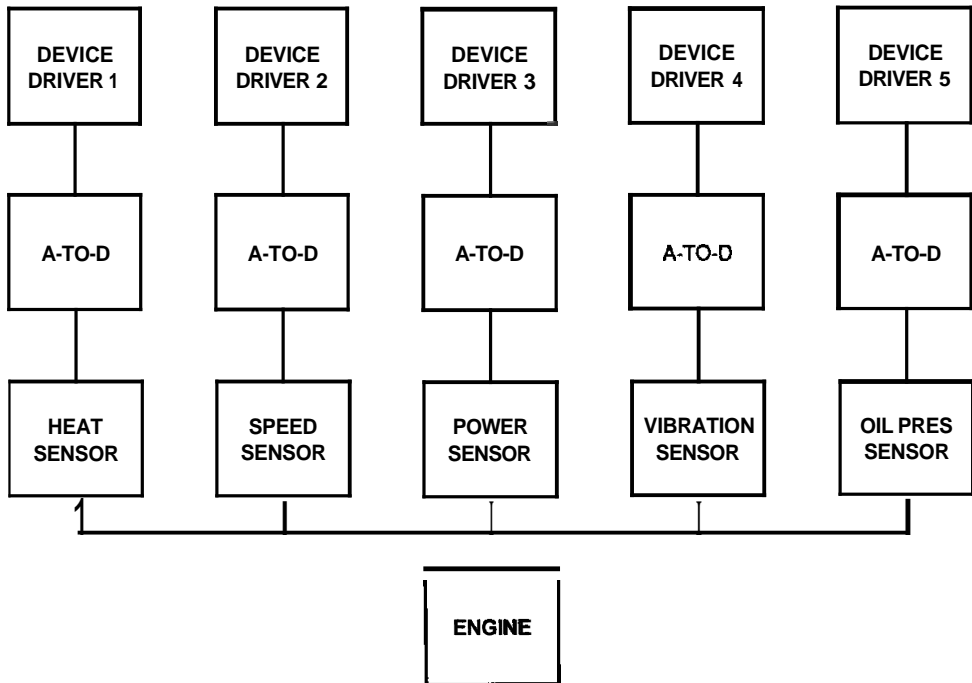 DEVICE
DRIVER 1
DEVICE
DRIVER 2
DEVICE
DRIVER 3
DEVICE
DRIVER 4
DEVICE
DRIVER 5
A-TO-D
A-TO-D
A-TO-D
A-TO-D
A-TO-D
HEAT
SENSOR
SPEED
SENSOR
POWER
SENSOR
VIBRATION
SENSOR
OIL PRES
SENSOR
ENGINE